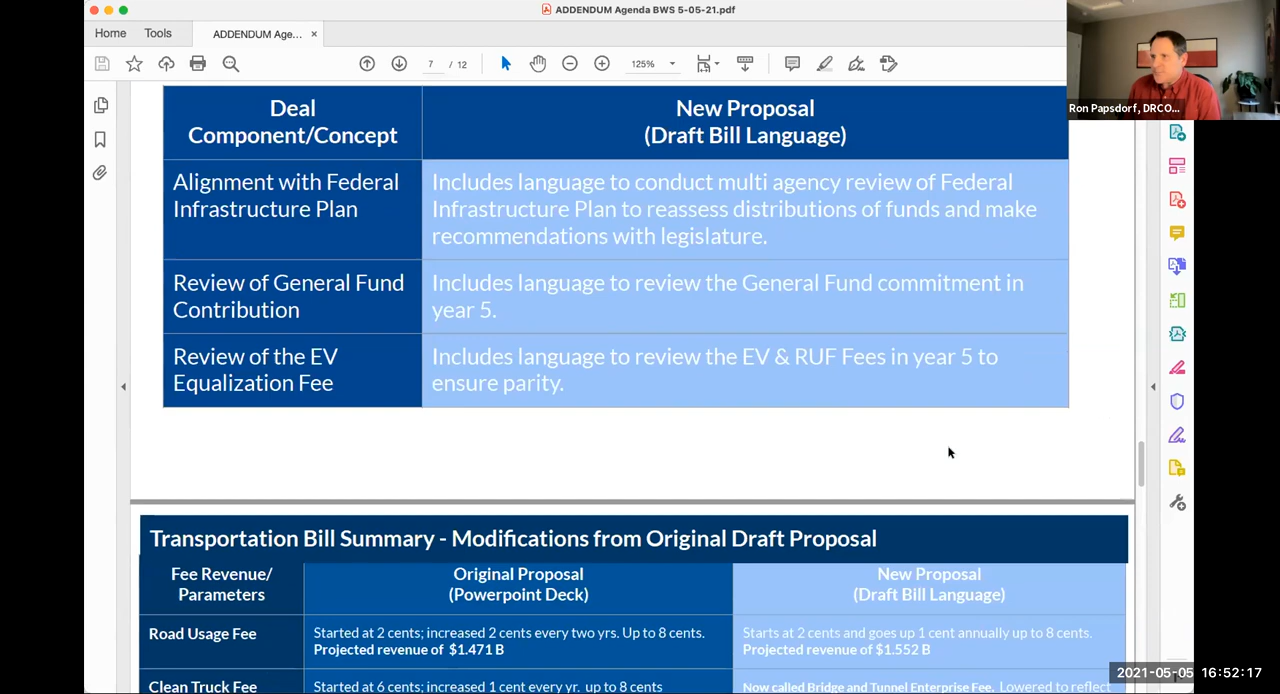 ADDENDUM Agenda BWS 5-05-21.pdf
Home
Tools
ADDENDUM Age...
×
7 / 12
125%
Ron Papsdorf, DRCO...
Deal
Component/Concept
New Proposal
(Draft Bill Language)
Alignment with Federal
Infrastructure Plan
Includes language to conduct multi agency review of Federal
Infrastructure Plan to reassess distributions of funds and make
recommendations with legislature.
Review of General Fund
Contribution
Includes language to review the General Fund commitment in
year 5.
Review of the EV
Equalization Fee
Includes language to review the EV & RUF Fees in year 5 to
ensure parity.
Transportation Bill Summary - Modifications from Original Draft Proposal
Fee Revenue/
Parameters
Original Proposal
(Powerpoint Deck)
New Proposal
(Draft Bill Language)
Road Usage Fee
Started at 2 cents; increased 2 cents every two yrs. Up to 8 cents.
Projected revenue of $1.471 B
Starts at 2 cents and goes up 1 cent annually up to 8 cents.
Projected revenue of $1.552 B
Clean Truck Fee
Started at 6 cents; increased 1 cent every yr. up to 8 cents
Now called Bridge and Tunnel Enterprise Fee. Lowered to reflect
2021-05-05 16:52:17